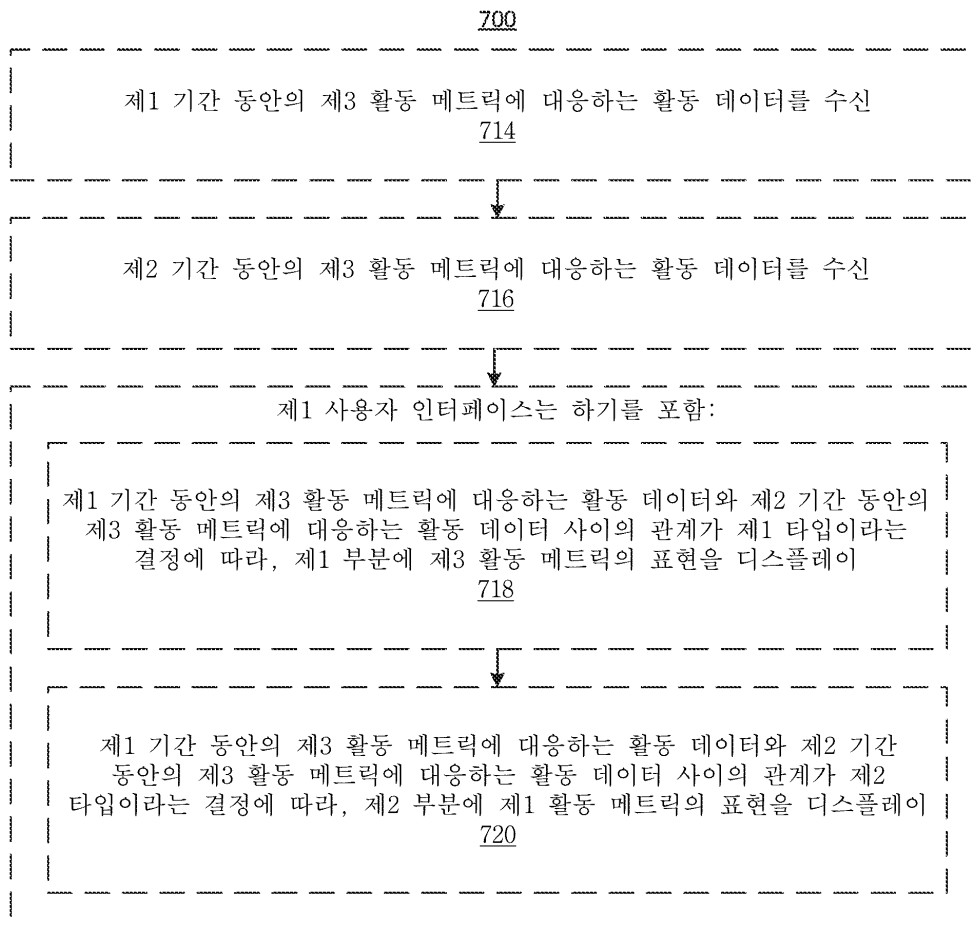 700
제1 기간 동안의 제3 활동 메트릭에 대응하는 활동 데이터를 수신
714
제2 기간 동안의 제3 활동 메트릭에 대응하는 활동 데이터를 수신
716
제1 사용자 인터페이스는 하기를 포함:
제1 기간 동안의 제3 활동 메트릭에 대응하는 활동 데이터와 제2 기간 동안의
제3 활동 메트릭에 대응하는 활동 데이터 사이의 관계가 제1 타입이라는
결정에 따라, 제1 부분에 제3 활동 메트릭의 표현을 디스플레이
718
제1 기간 동안의 제3 활동 메트릭에 대응하는 활동 데이터와 제2 기간
동안의 제3 활동 메트릭에 대응하는 활동 데이터 사이의 관계가 제2
타입이라는 결정에 따라, 제2 부분에 제1 활동 메트릭의 표현을 디스플레이
720